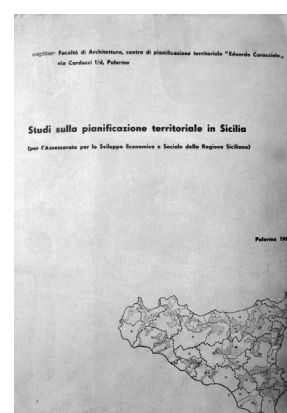 Facoltà di Architettura, centro di pianificazione territoriale "Edoardo Caracciolo„
via Carducci 1/d, Palermo
Studi sulla pianificazione territoriale in Sicilia
(per l'Assessorato per lo Sviluppo Economico e Sociale della Regione Siciliana)
Palermo